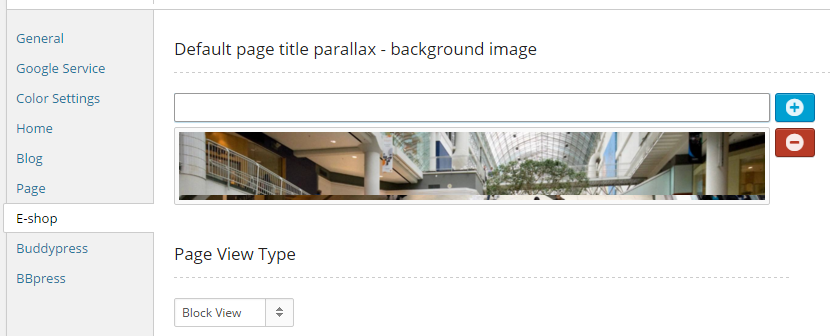 General
Google Service
Color Settings
Home
Blog
Page
E-shop
Buddypress
BBpress
Default page title parallax - background image
Page View Type
Block View